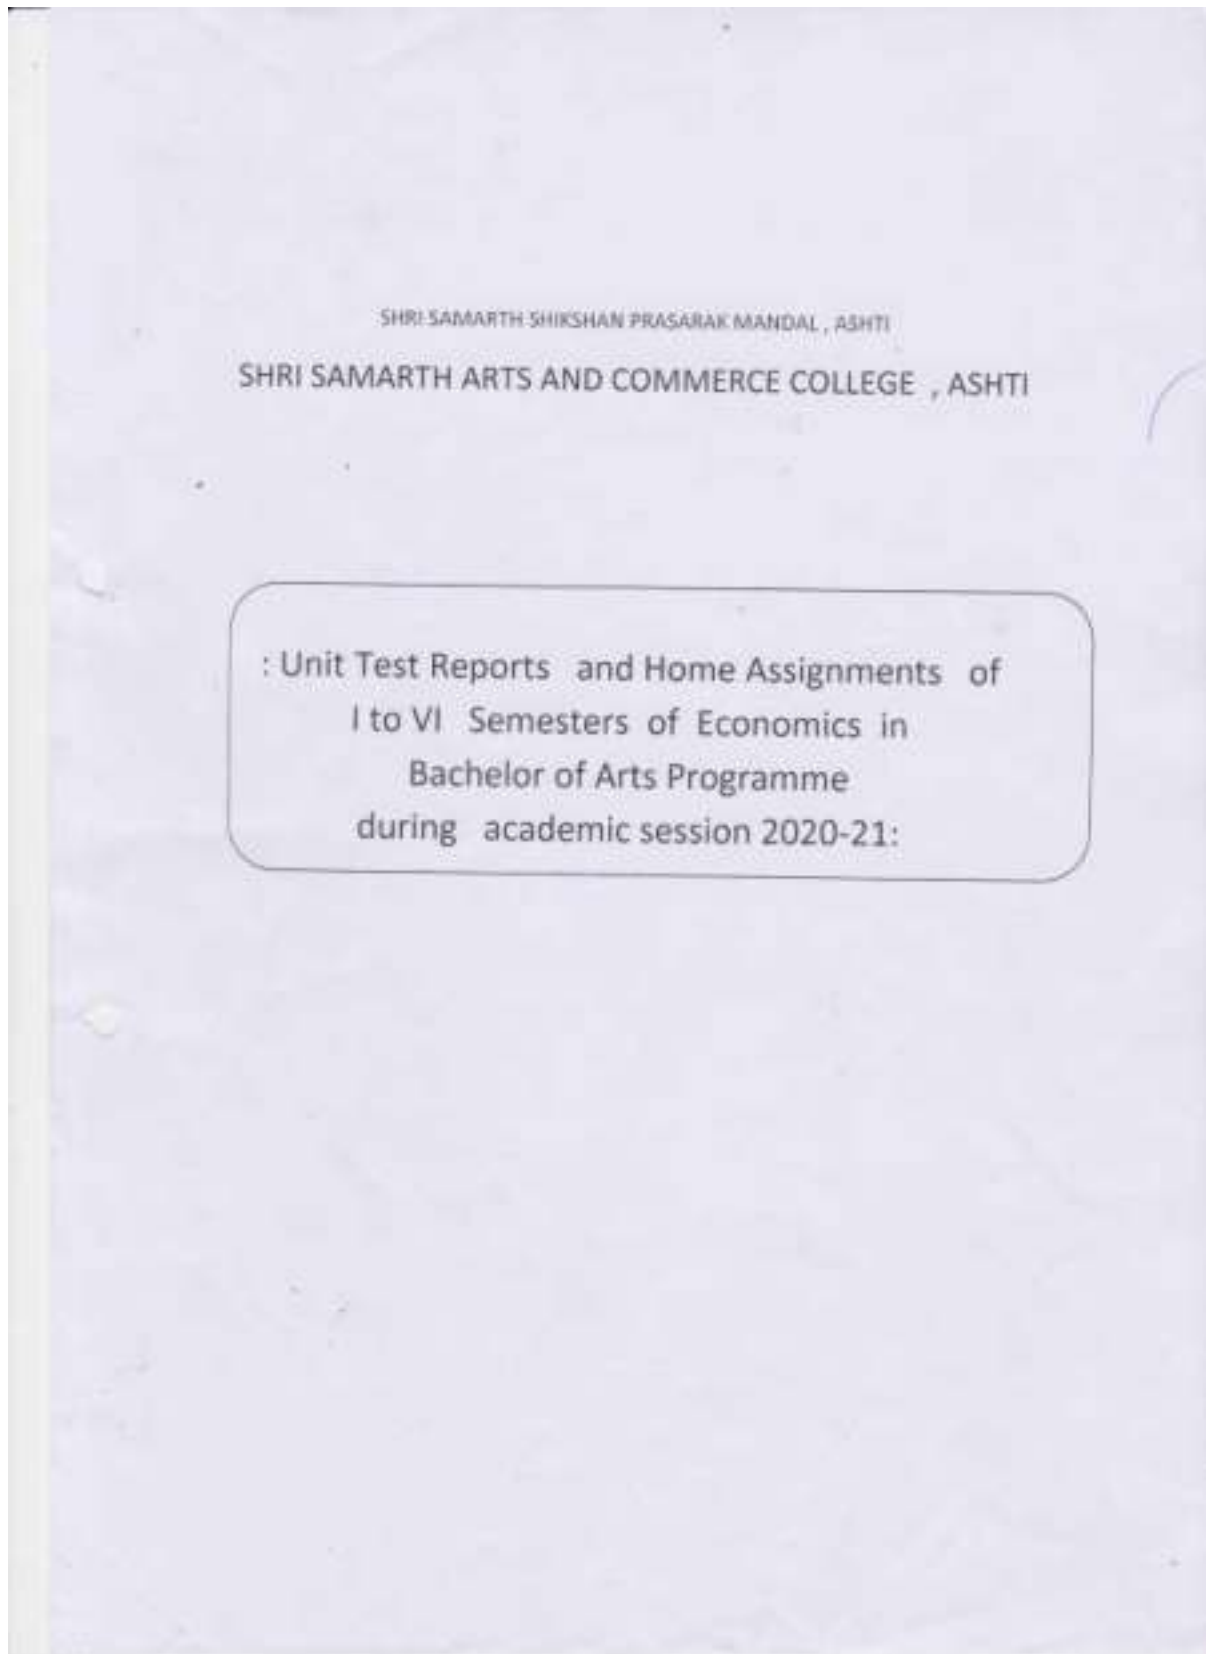 SHRI SAMARTH SHIKSHAN PRASARAK MANDAL , ASHTI
SHRI SAMARTH ARTS AND COMMERCE COLLEGE , ASHTI
: Unit Test Reports and Home Assignments of
I to VI Semesters of Economics in
Bachelor of Arts Programme
during academic session 2020-21: